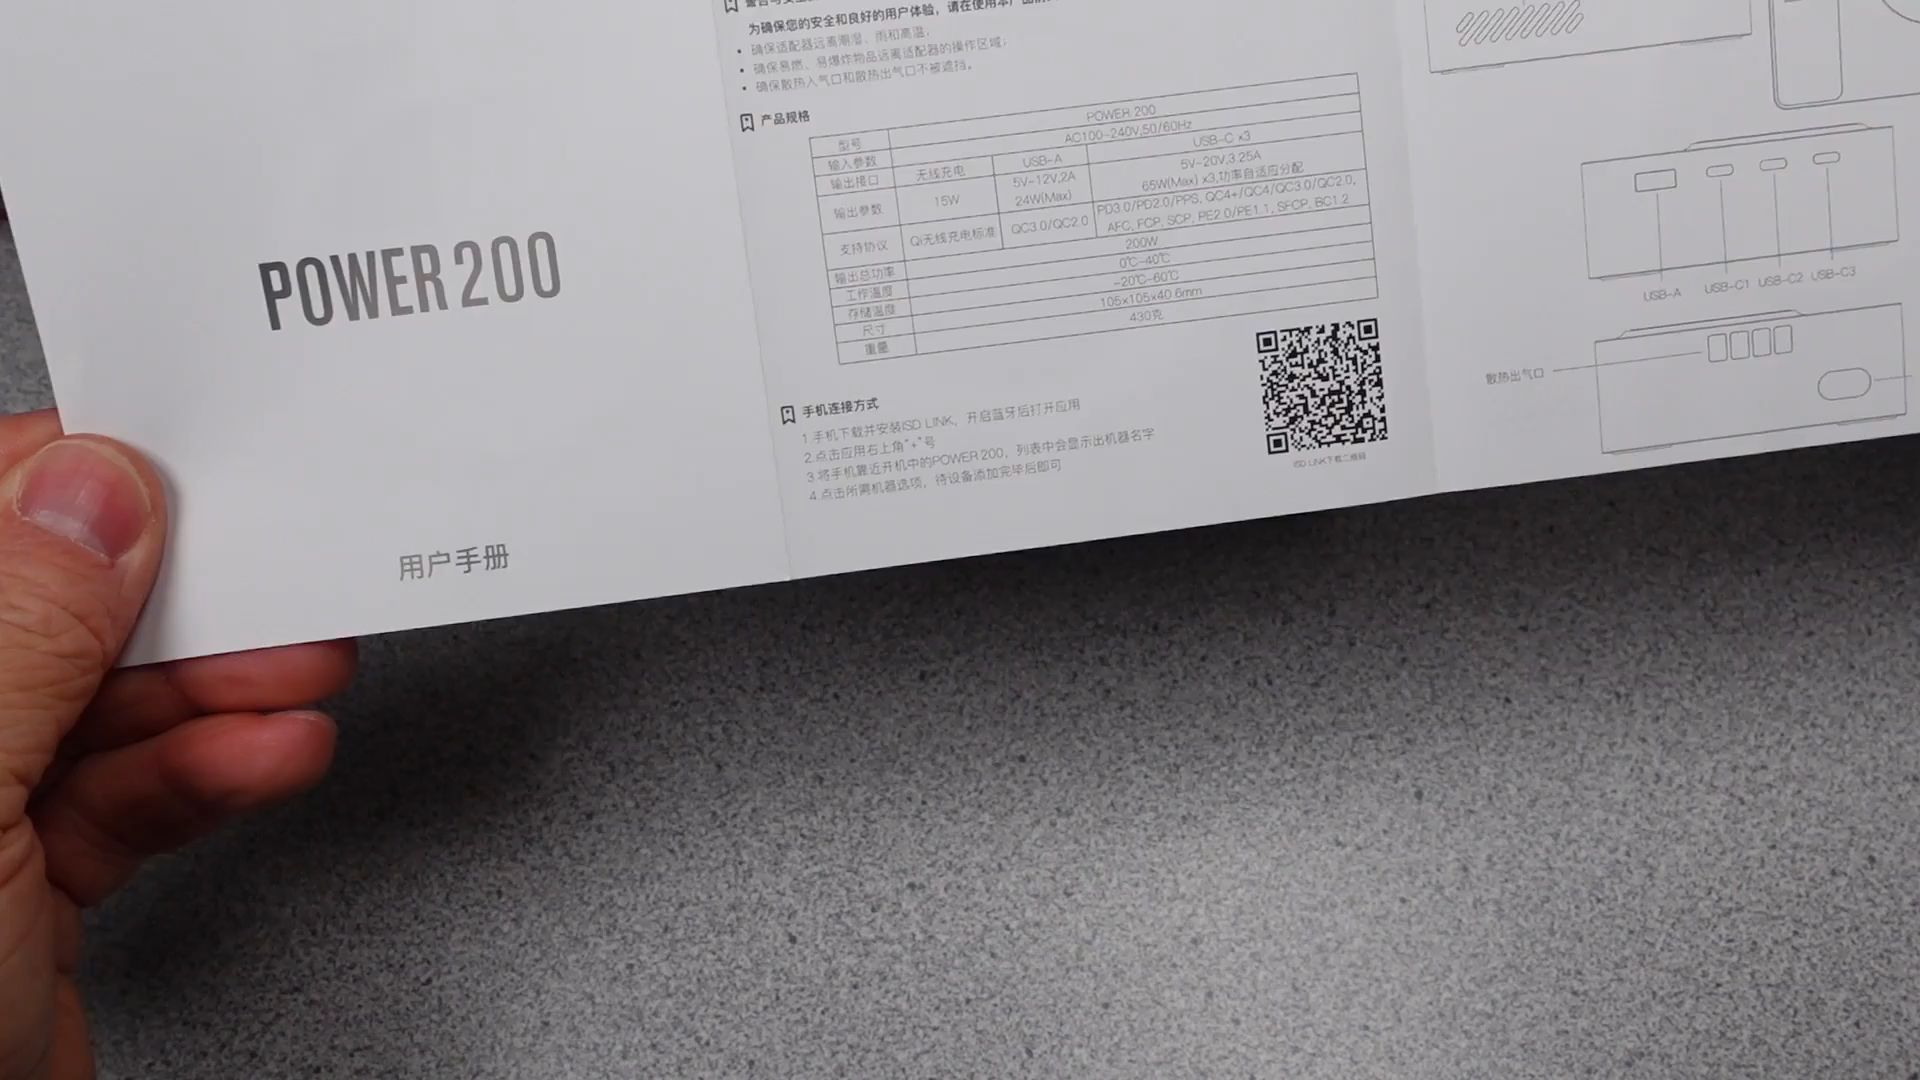 POWER 200
用户手册
为确保您的安全和良好的用户体验，请在使用本产品前
• 确保适配器远离潮湿、雨和高温；
• 确保易燃、易爆炸物品远离适配器的操作区域；
• 确保散热入气口和散热出气口不被遮挡。
产品规格
型号 POWER 200
输入参数 AC100-240V,50/60Hz
输出接口 无线充电 USB-A USB-C x3
输出参数 15W 5V-12V,2A 24W(Max) 5V-20V,3.25A 65W(Max) x3,功率自适应分配
支持协议 Qi无线充电标准 QC3.0/QC2.0 PD3.0/PD2.0/PPS, QC4+/QC4/QC3.0/QC2.0, AFC, FCP, SCP, PE2.0/PE1.1, SFCP, BC1.2
输出总功率 200W
工作温度 0℃-40℃
存储温度 -20℃-60℃
尺寸 105x105x40.6mm
重量 430克
手机连接方式
1.手机下载并安装ISD LINK，开启蓝牙后打开应用
2.点击应用右上角“+”号
3.将手机靠近开机中的POWER 200，列表中会显示出机器名字
4.点击所需机器选项，待设备添加完毕后即可
ISD LINK下载二维码
USB-A USB-C1 USB-C2 USB-C3
散热出气口